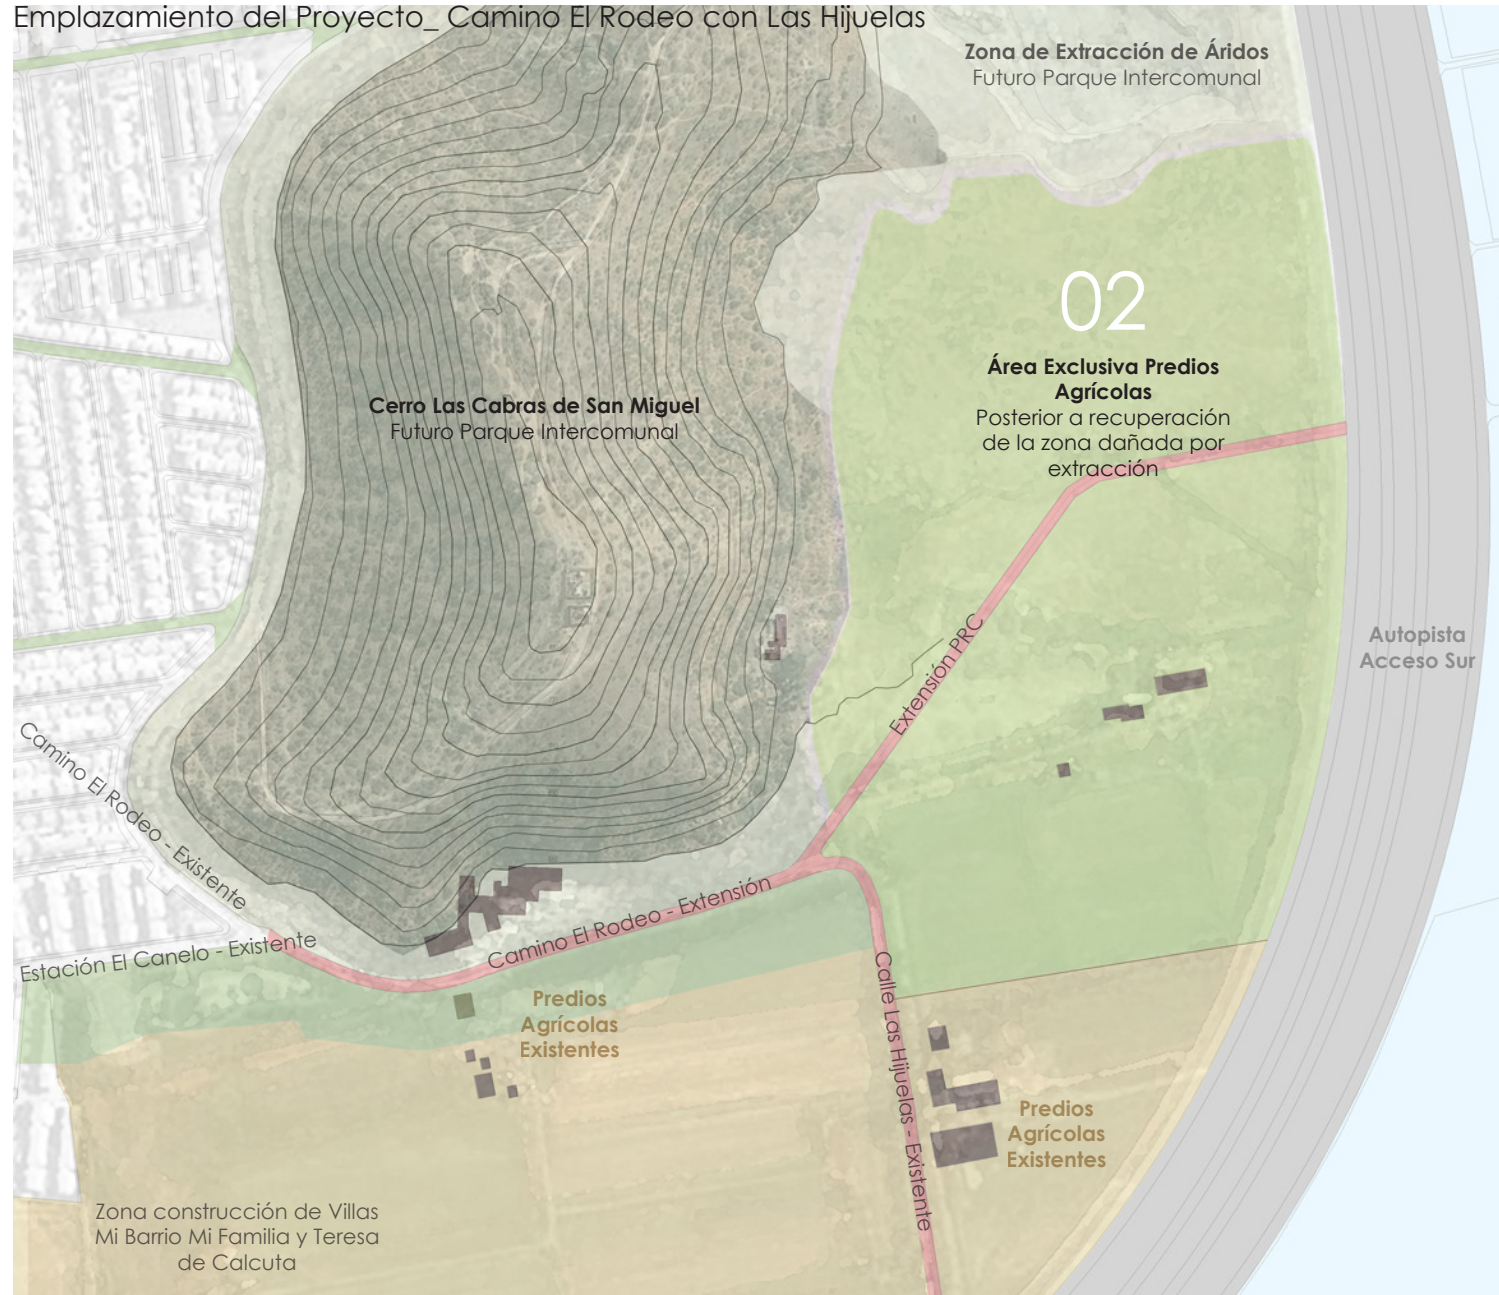 Emplazamiento del Proyecto_ Camino El Rodeo con Las Hijuelas
Zona de Extracción de Áridos
Futuro Parque Intercomunal
02
Área Exclusiva Predios
Agrícolas
Posterior a recuperación
de la zona dañada por
extracción
Cerro Las Cabras de San Miguel
Futuro Parque Intercomunal
Autopista
Acceso Sur
Extensión PRC
Camino El Rodeo - Existente
Estación El Canelo - Existente
Camino El Rodeo - Extensión
Calle Las Hijuelas - Existente
Predios
Agrícolas
Existentes
Predios
Agrícolas
Existentes
Zona construcción de Villas
Mi Barrio Mi Familia y Teresa
de Calcuta